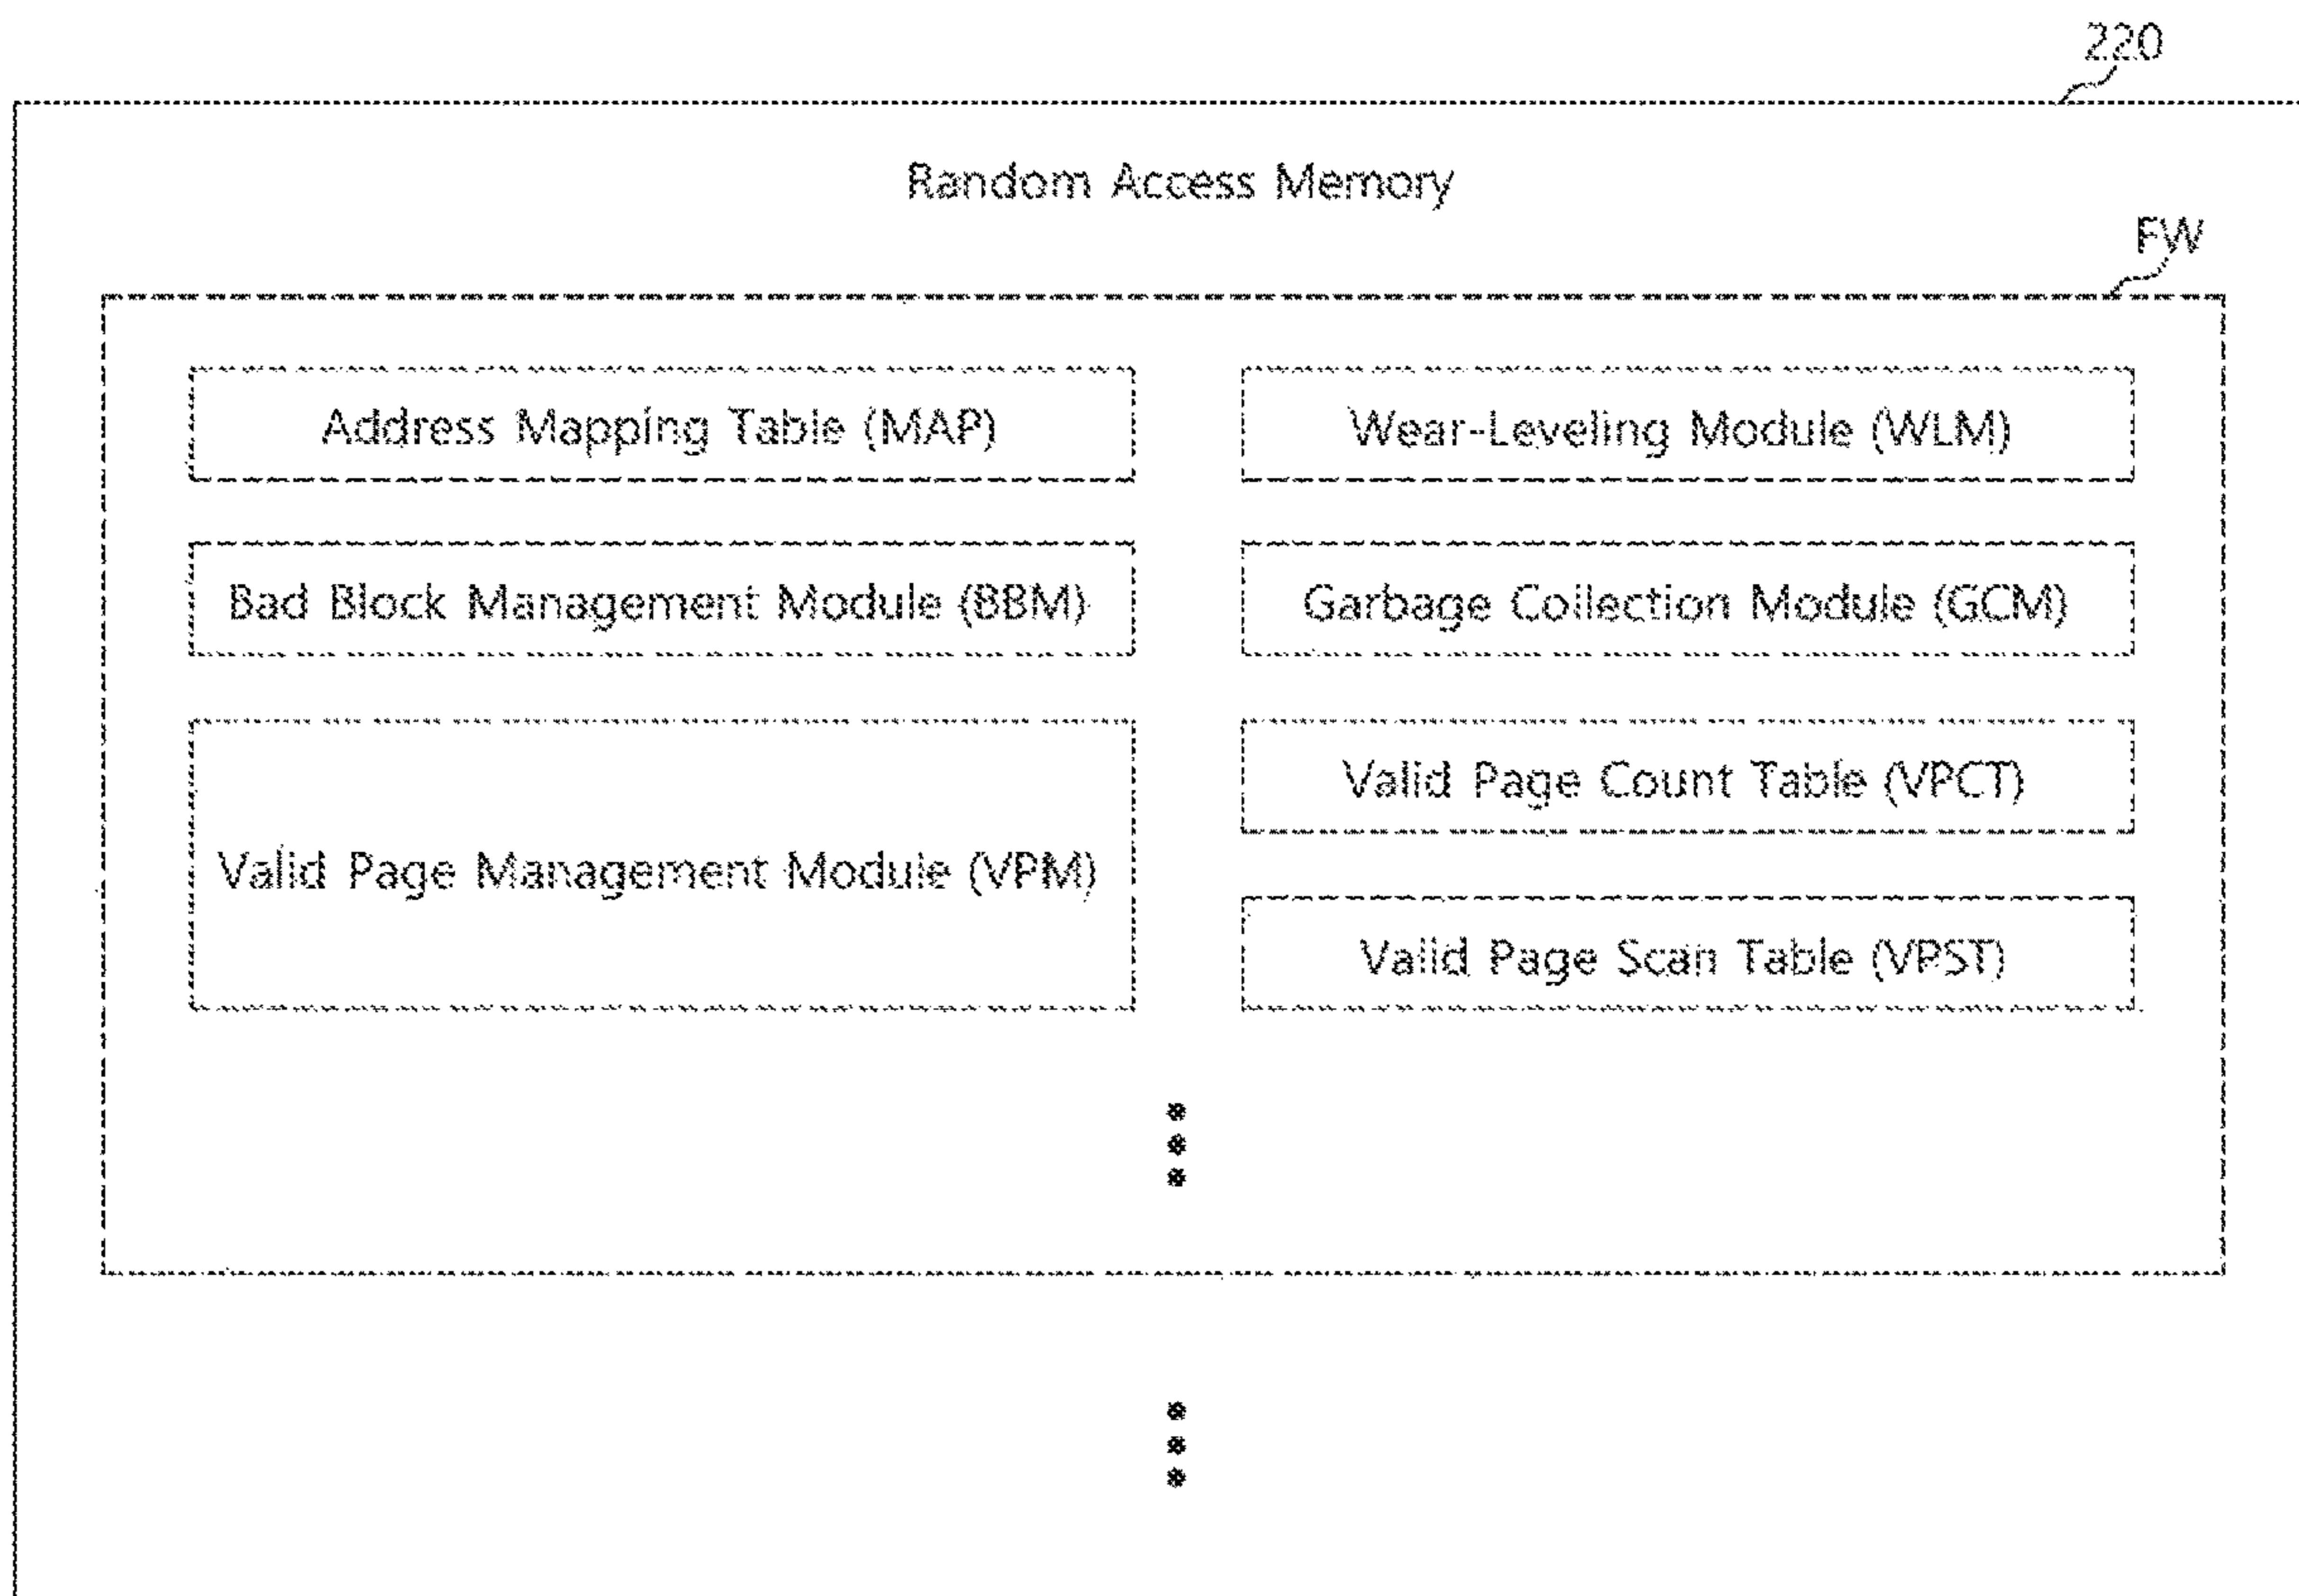 220
Random Access Memory
FW
Address Mapping Table (MAP)
Wear-Leveling Module (WLM)
Bad Block Management Module (BBM)
Garbage Collection Module (GCM)
Valid Page Count Table (VPCT)
Valid Page Management Module (VPM)
Valid Page Scan Table (VPST)